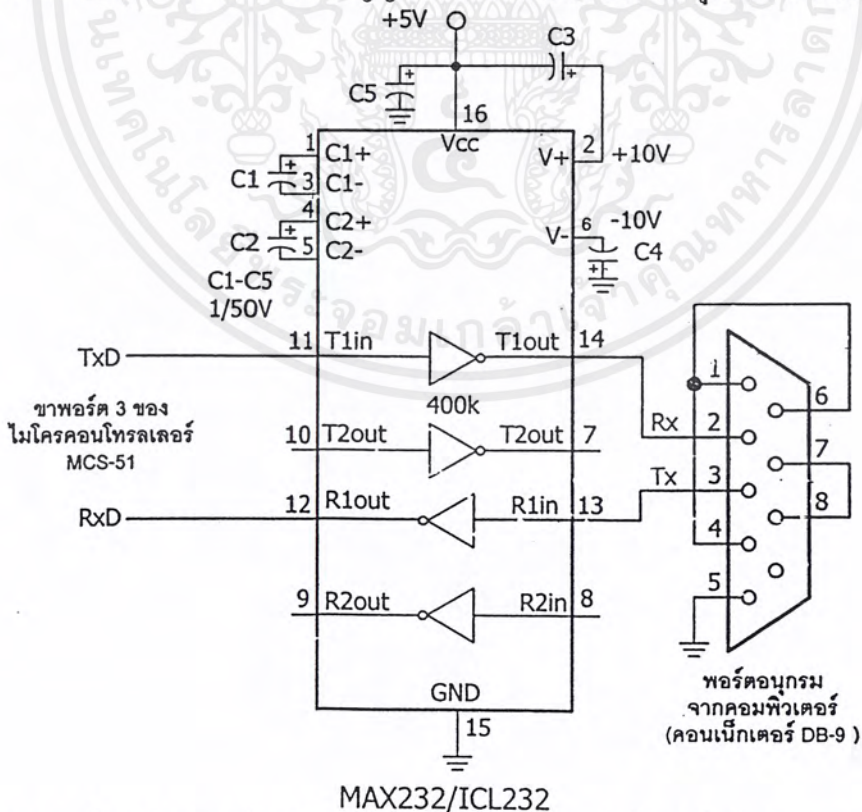 +5V
C3
+
+
C5
16
1
C1+
Vcc
V+
2
+10V
C1
+
3
C1-
4
C2+
V-
6
-10V
C2
+
5
C2-
C4
+
C1-C5
1/50V
TxD
11
T1in
T1out
14
400k
ขาพอร์ต 3 ของ
ไมโครคอนโทรลเลอร์
MCS-51
10
T2out
T2out
7
RxD
12
R1out
R1in
13
9
R2out
R2in
8
GND
15
Rx
Tx
1
2
3
4
5
6
7
8
พอร์ตอนุกรม
จากคอมพิวเตอร์
(คอนเน็กเตอร์ DB-9 )
MAX232/ICL232